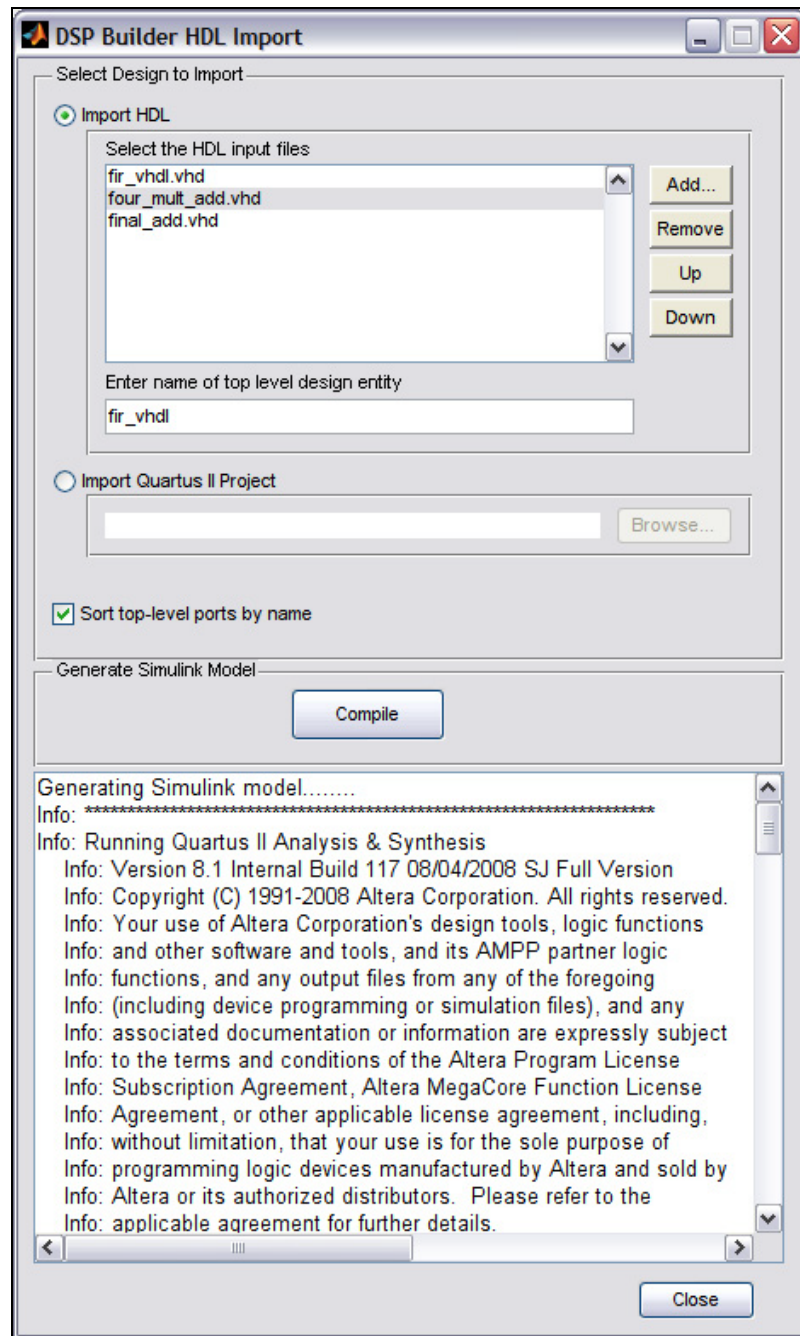 DSP Builder HDL Import
Select Design to Import
Import HDL
Select the HDL input files
fir_vhdl.vhd
four_mult_add.vhd
final_add.vhd
Add...
Remove
Up
Down
Enter name of top level design entity
fir_vhdl
Import Quartus II Project
Browse...
Sort top-level ports by name
Generate Simulink Model
Compile
Generating Simulink model........
Info: *******************************************************************
Info: Running Quartus II Analysis & Synthesis
Info: Version 8.1 Internal Build 117 08/04/2008 SJ Full Version
Info: Copyright (C) 1991-2008 Altera Corporation. All rights reserved.
Info: Your use of Altera Corporation's design tools, logic functions
Info: and other software and tools, and its AMPP partner logic
Info: functions, and any output files from any of the foregoing
Info: (including device programming or simulation files), and any
Info: associated documentation or information are expressly subject
Info: to the terms and conditions of the Altera Program License
Info: Subscription Agreement, Altera MegaCore Function License
Info: Agreement, or other applicable license agreement, including,
Info: without limitation, that your use is for the sole purpose of
Info: programming logic devices manufactured by Altera and sold by
Info: Altera or its authorized distributors.  Please refer to the
Info: applicable agreement for further details.
Close